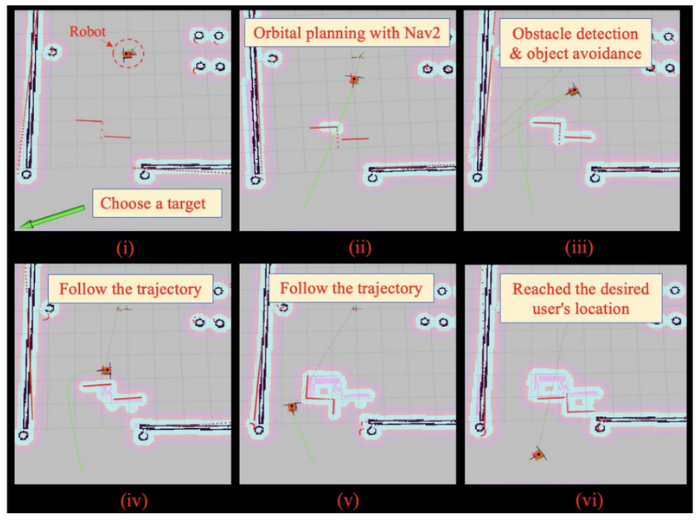 Robot
Choose a target
(i)
Orbital planning with Nav2
(ii)
Obstacle detection
& object avoidance
(iii)
Follow the trajectory
(iv)
Follow the trajectory
(v)
Reached the desired
user's location
(vi)